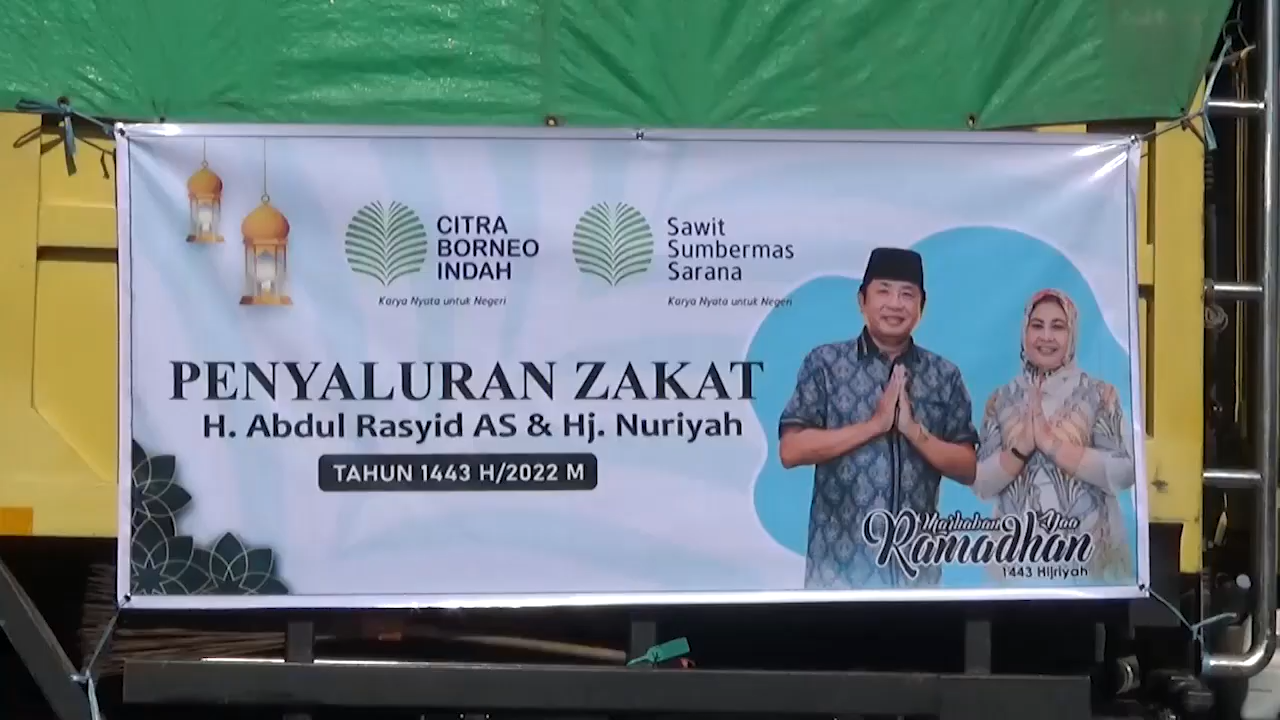 CITRA
BORNEO
INDAH
Karya Nyata untuk Negeri
Sawit
Sumbermas
Sarana
Karya Nyata untuk Negeri
PENYALURAN ZAKAT
H. Abdul Rasyid AS & Hj. Nuriyah
TAHUN 1443 H/2022 M
Marhaban Yaa
Ramadhan
1443 Hijriyah